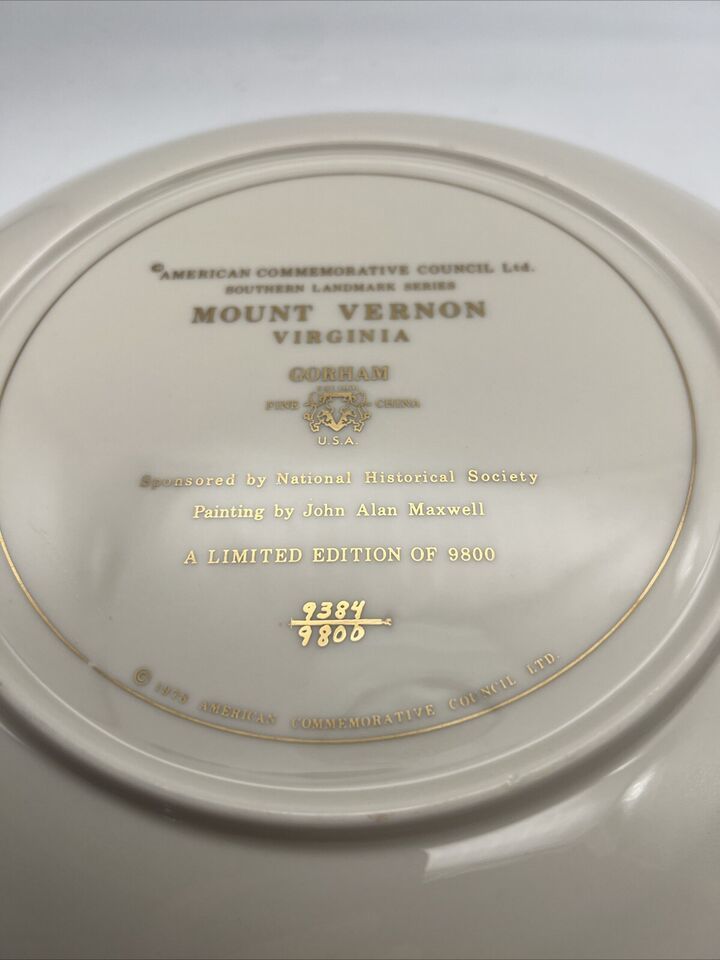 ©AMERICAN COMMEMORATIVE COUNCIL Ltd.
SOUTHERN LANDMARK SERIES
MOUNT VERNON
VIRGINIA
GORHAM
FINE CHINA
U.S.A.
Sponsored by National Historical Society
Painting by John Alan Maxwell
A LIMITED EDITION OF 9800
9384
9800
© 1976 AMERICAN COMMEMORATIVE COUNCIL LTD.